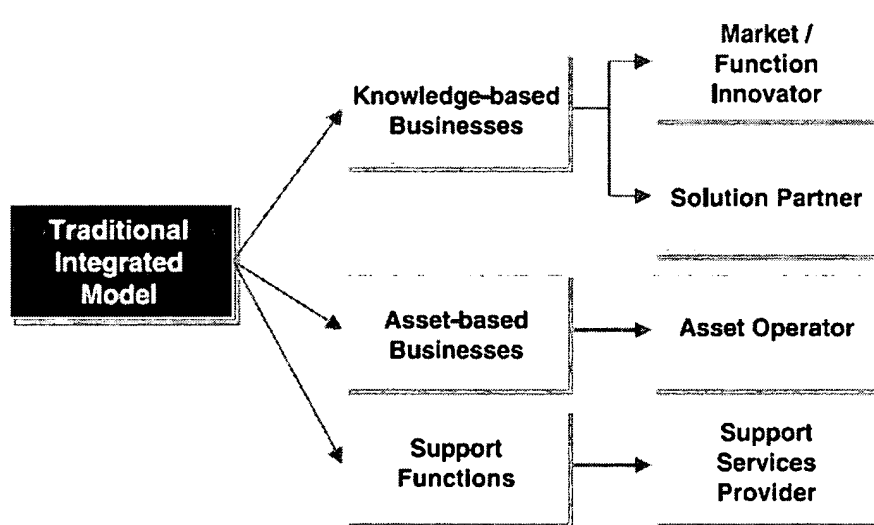 Traditional
Integrated
Model
Knowledge-based
Businesses
Market /
Function
Innovator
Solution Partner
Asset-based
Businesses
Asset Operator
Support
Functions
Support
Services
Provider